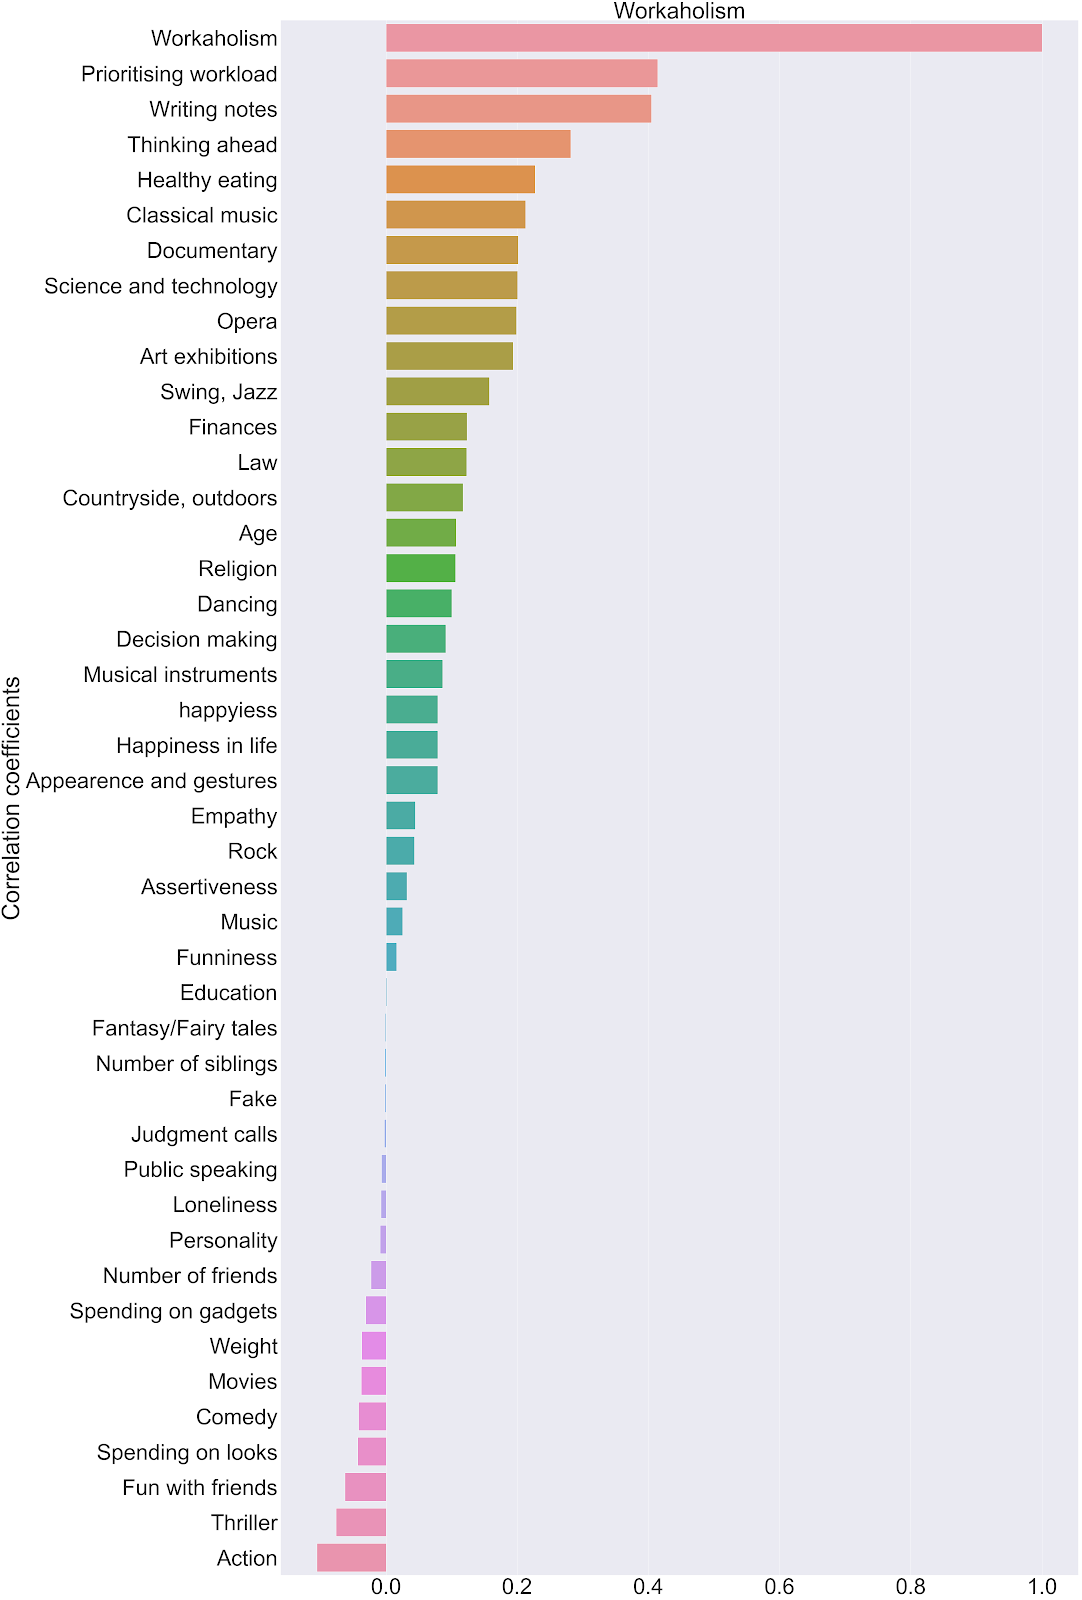 Workaholism
Workaholism
Prioritising workload
Writing notes
Thinking ahead
Healthy eating
Classical music
Documentary
Science and technology
Opera
Art exhibitions
Swing, Jazz
Finances
Law
Countryside, outdoors
Age
Religion
Dancing
Decision making
Musical instruments
happyiess
Happiness in life
Appearence and gestures
Empathy
Rock
Assertiveness
Music
Funniness
Education
Fantasy/Fairy tales
Number of siblings
Fake
Judgment calls
Public speaking
Loneliness
Personality
Number of friends
Spending on gadgets
Weight
Movies
Comedy
Spending on looks
Fun with friends
Thriller
Action
Correlation coefficients
0.0 0.2 0.4 0.6 0.8 1.0